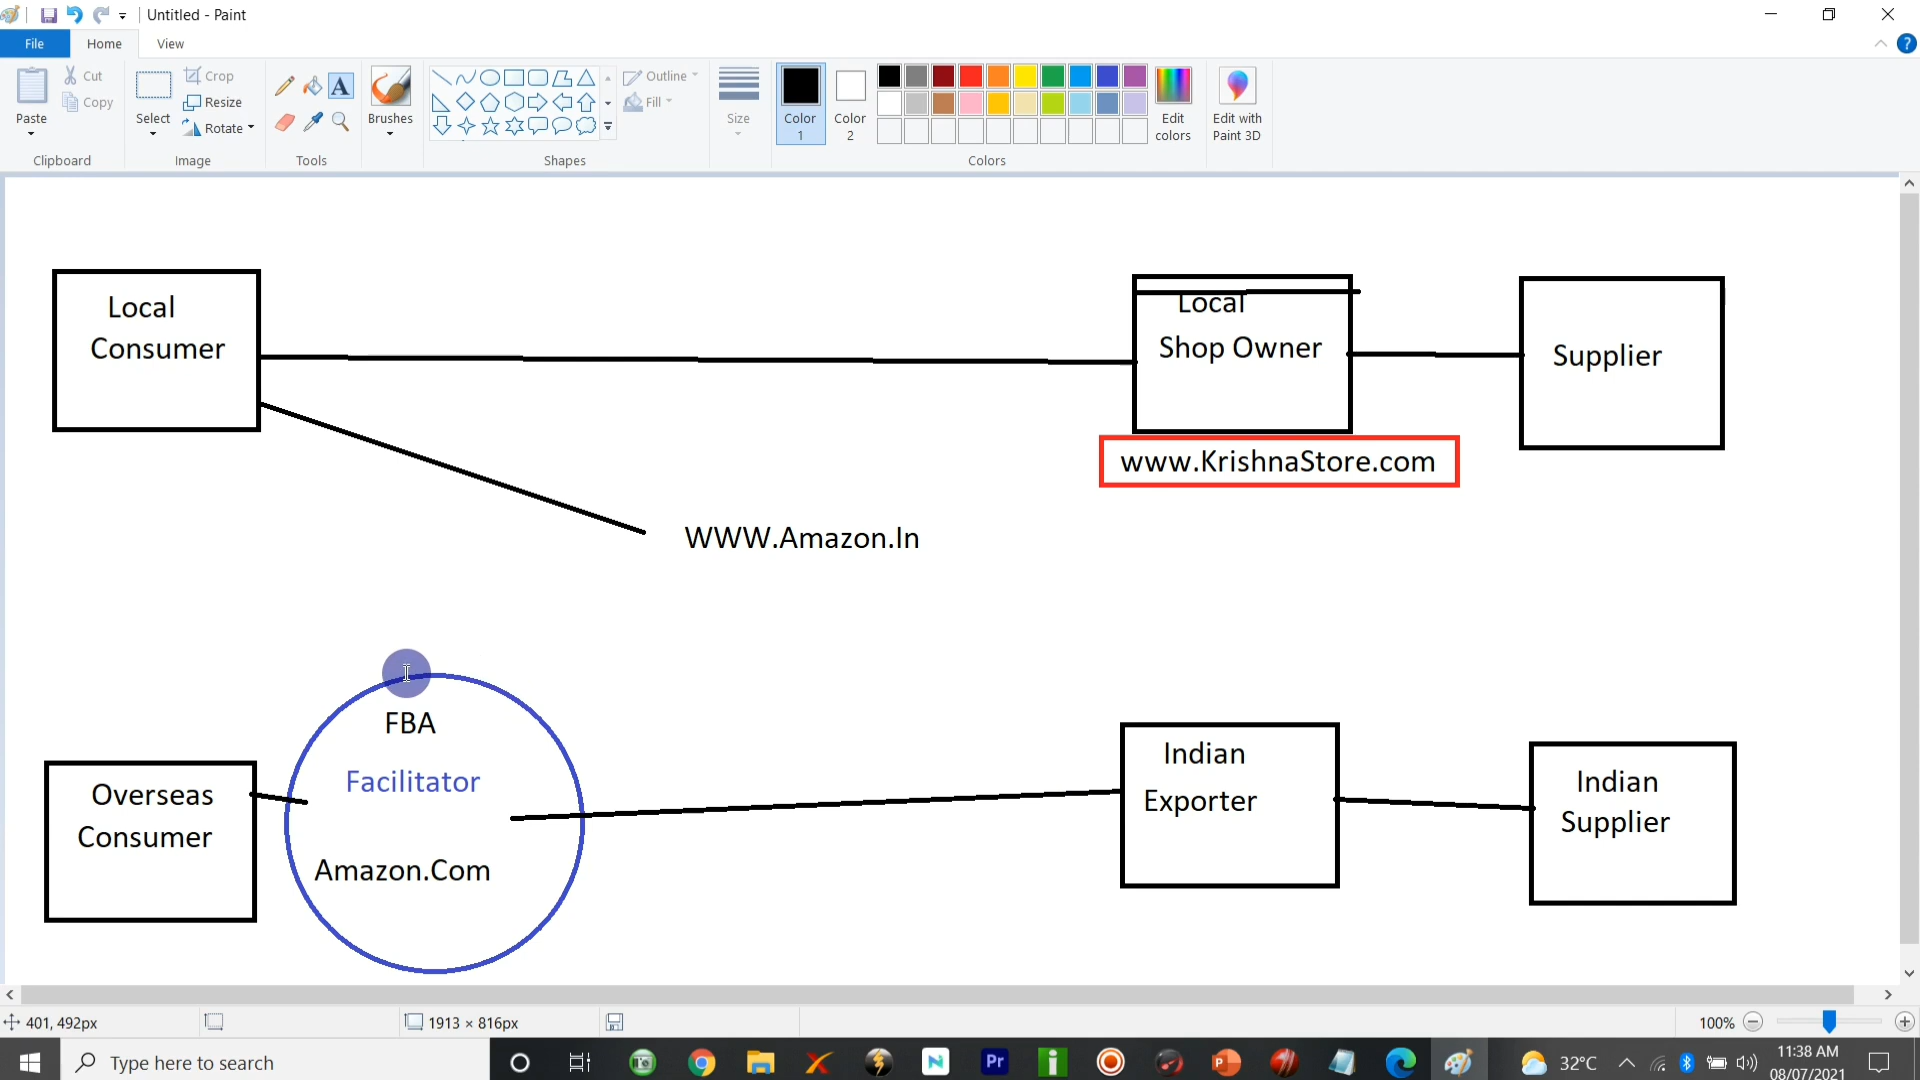 Untitled - Paint
File
Home
View
Cut
Copy
Paste
Clipboard
Crop
Resize
Rotate
Select
Image
A
Tools
Brushes
Shapes
Outline
Fill
Size
Color
1
Color
2
Edit
colors
Colors
Edit with
Paint 3D
?
Local
Consumer
Local
Shop Owner
Supplier
www.KrishnaStore.com
WWW.Amazon.In
FBA
Facilitator
Amazon.Com
Overseas
Consumer
Indian
Exporter
Indian
Supplier
401, 492px
1913 × 816px
100%
Type here to search
N
Pr
i
P
32°C
11:38 AM
08/07/2021